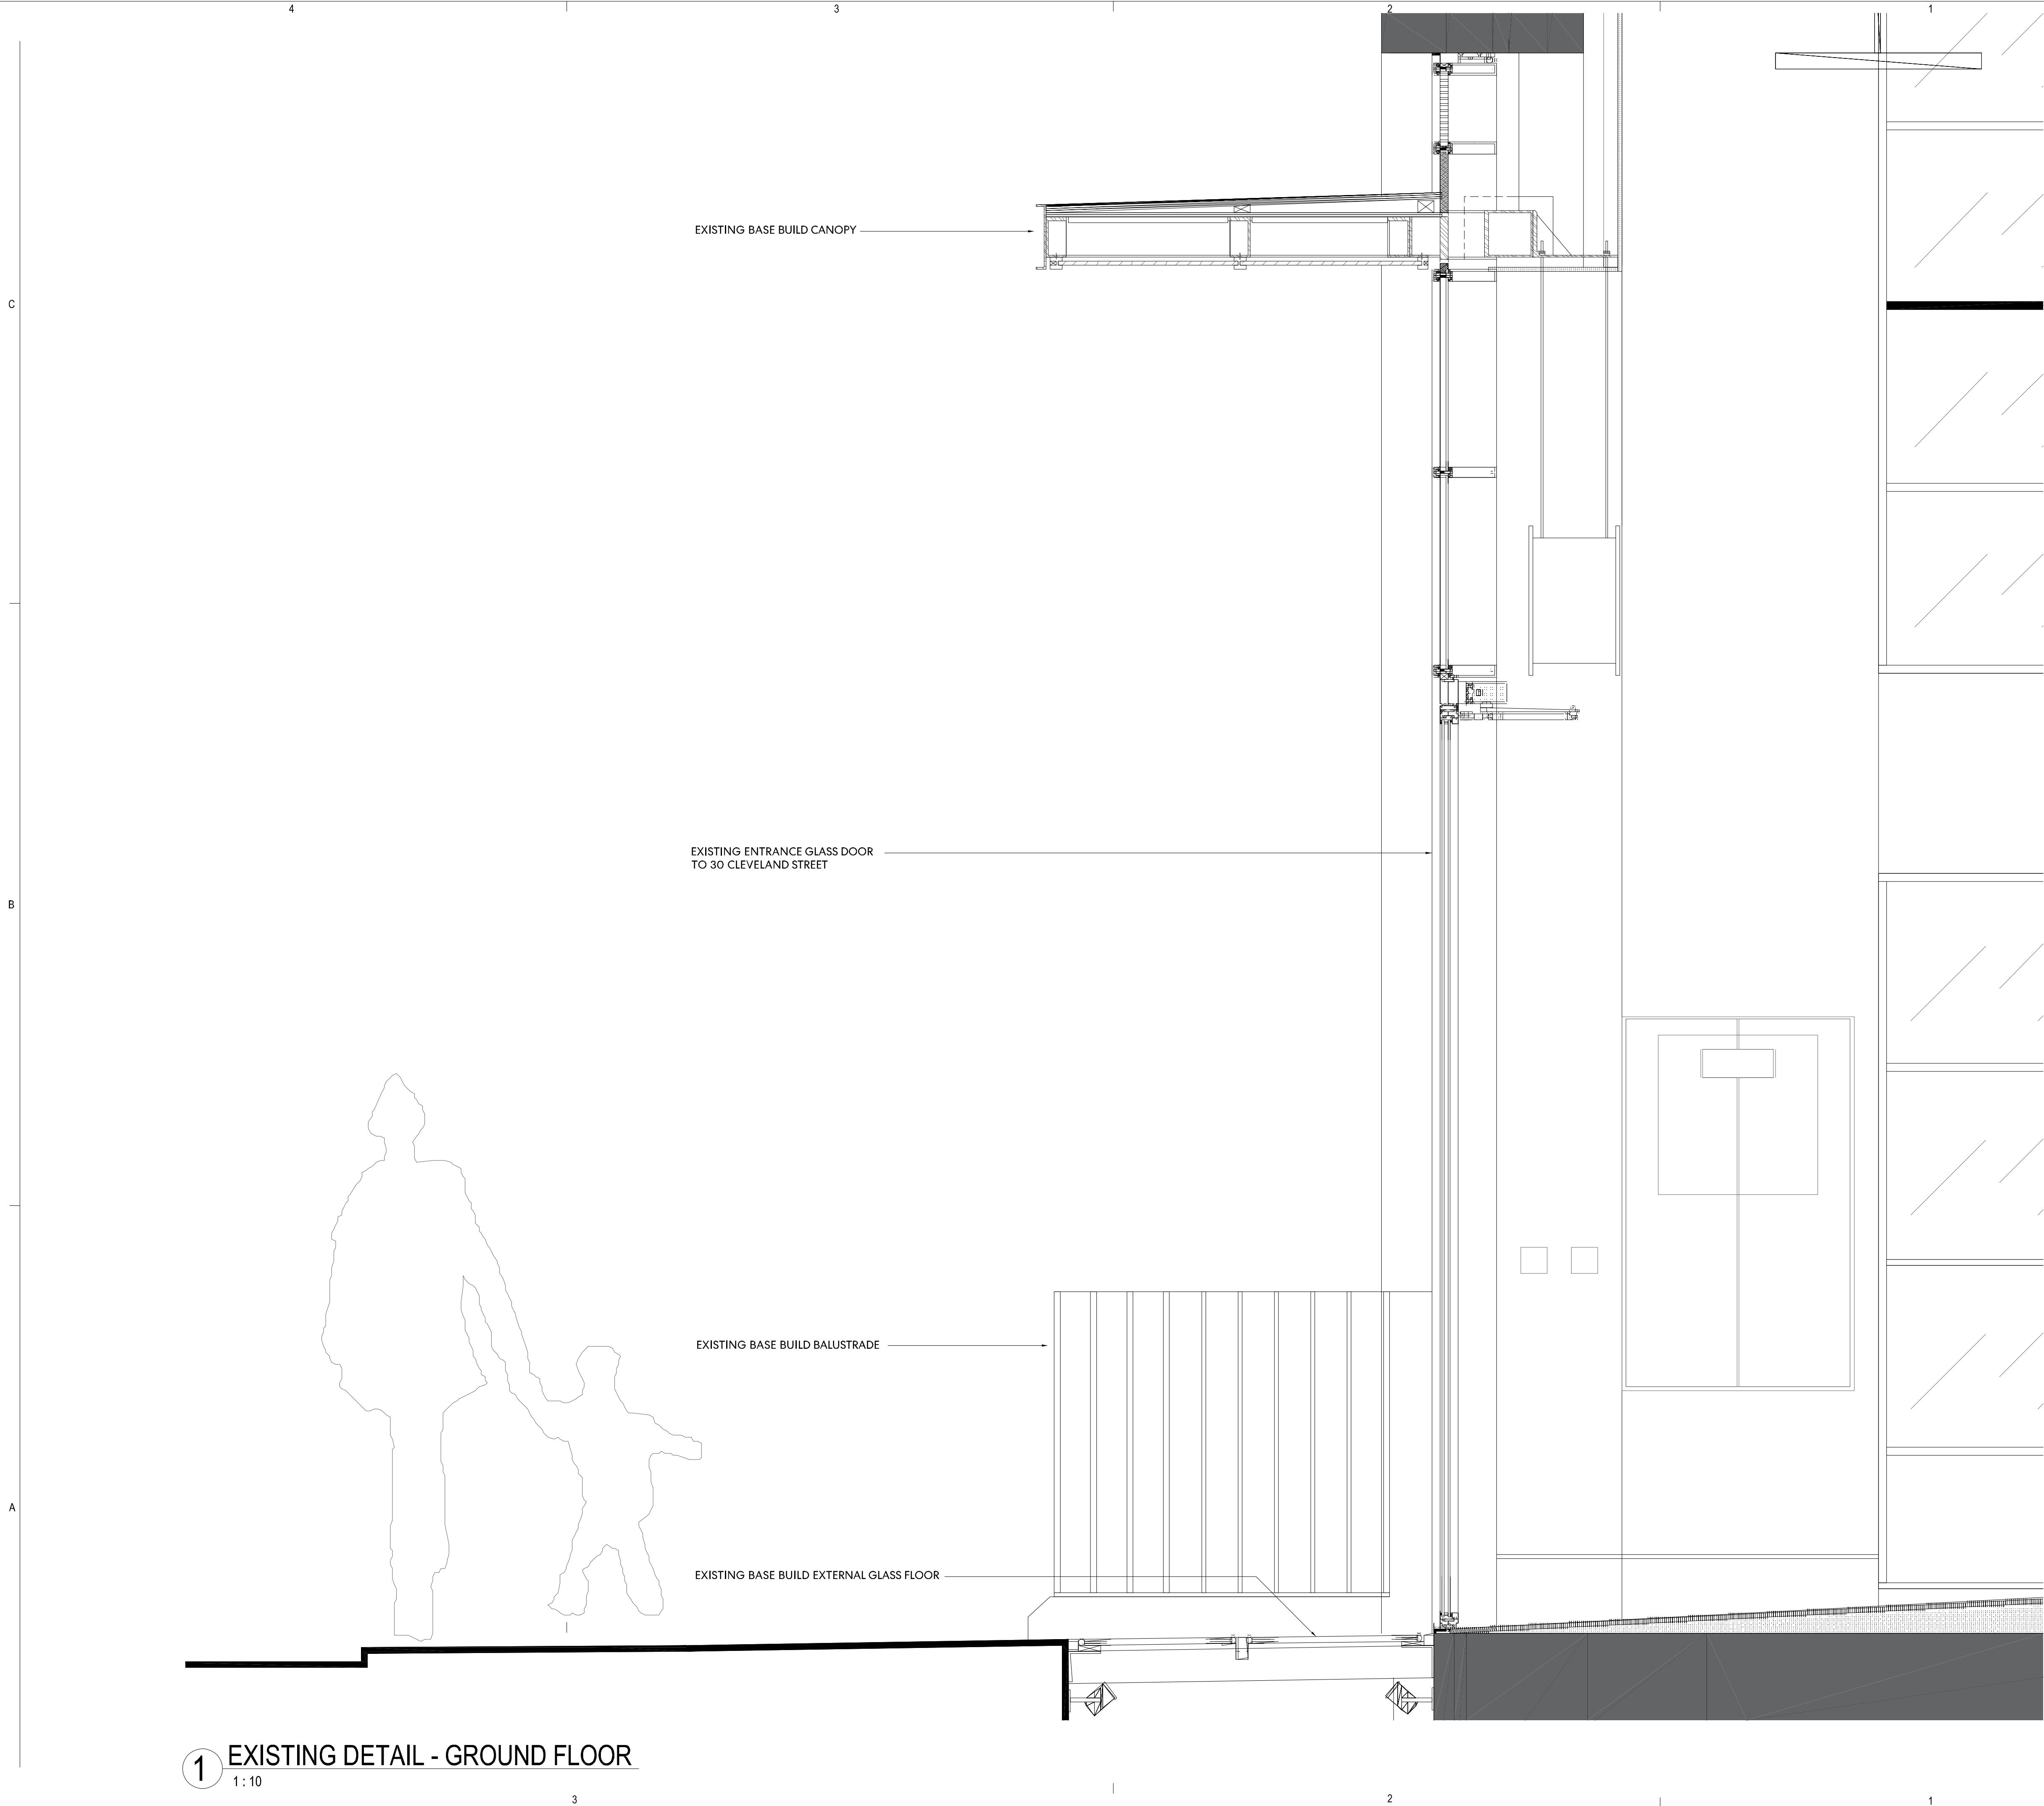 4 3 2 1
EXISTING BASE BUILD CANOPY
C
EXISTING ENTRANCE GLASS DOOR
TO 30 CLEVELAND STREET
B
EXISTING BASE BUILD BALUSTRADE
A
EXISTING BASE BUILD EXTERNAL GLASS FLOOR
1 EXISTING DETAIL - GROUND FLOOR
1 : 10
3 2 1